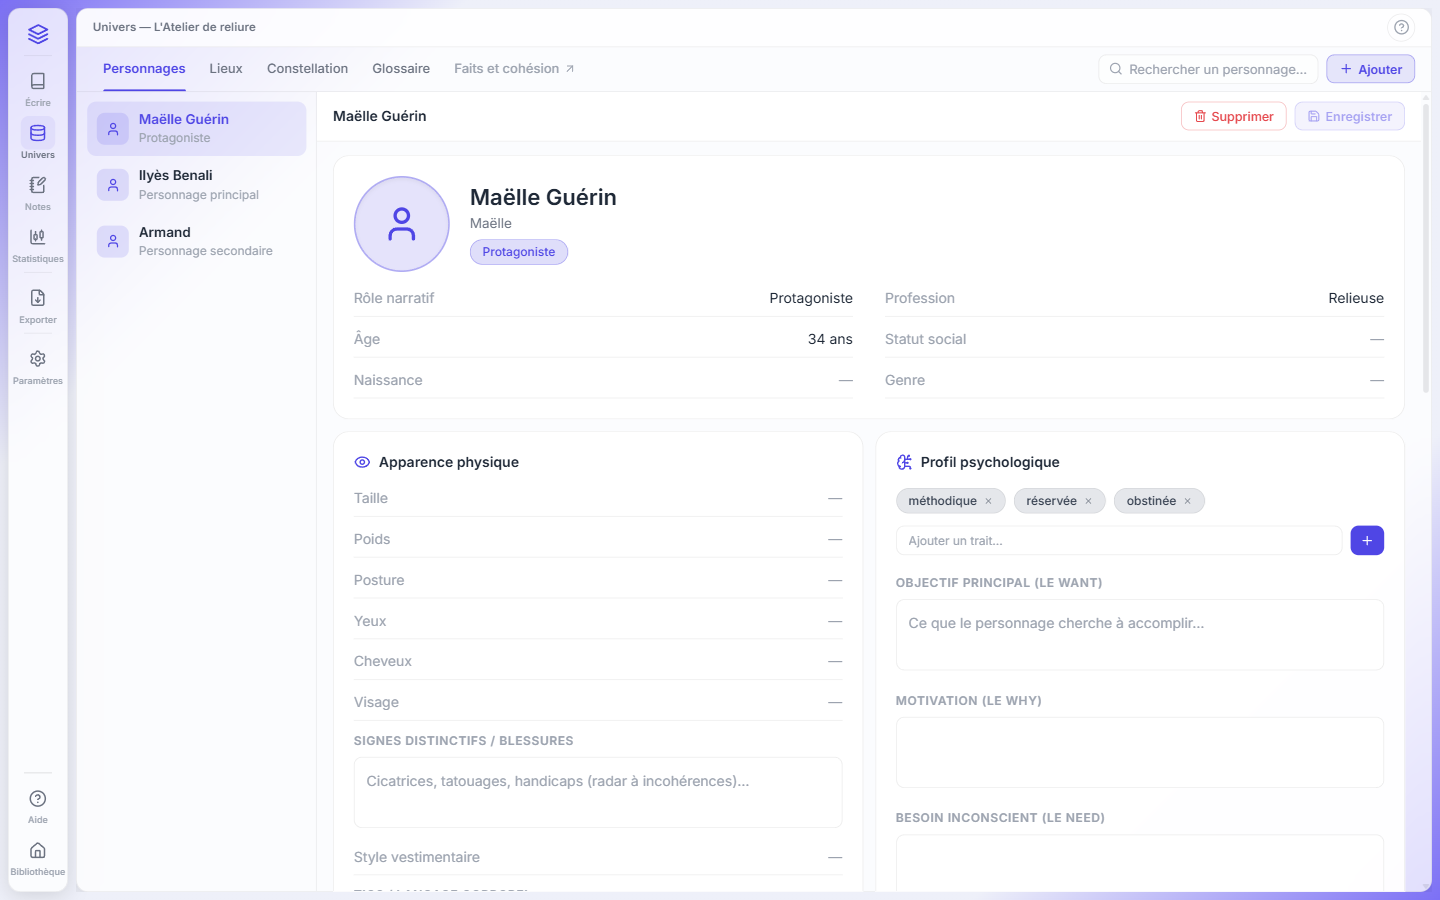 Univers — L'Atelier de reliure
Écrire
Univers
Notes
Statistiques
Exporter
Paramètres
Aide
Bibliothèque
Personnages
Lieux
Constellation
Glossaire
Faits et cohésion
Rechercher un personnage...
Ajouter
Maëlle Guérin
Protagoniste
Ilyès Benali
Personnage principal
Armand
Personnage secondaire
Maëlle Guérin
Supprimer
Enregistrer
Maëlle Guérin
Maëlle
Protagoniste
Rôle narratif
Protagoniste
Profession
Relieuse
Âge
34 ans
Statut social
—
Naissance
—
Genre
—
Apparence physique
Taille
—
Poids
—
Posture
—
Yeux
—
Cheveux
—
Visage
—
SIGNES DISTINCTIFS / BLESSURES
Cicatrices, tatouages, handicaps (radar à incohérences)...
Style vestimentaire
—
Profil psychologique
méthodique ×
réservée ×
obstinée ×
Ajouter un trait...
OBJECTIF PRINCIPAL (LE WANT)
Ce que le personnage cherche à accomplir...
MOTIVATION (LE WHY)
BESOIN INCONSCIENT (LE NEED)